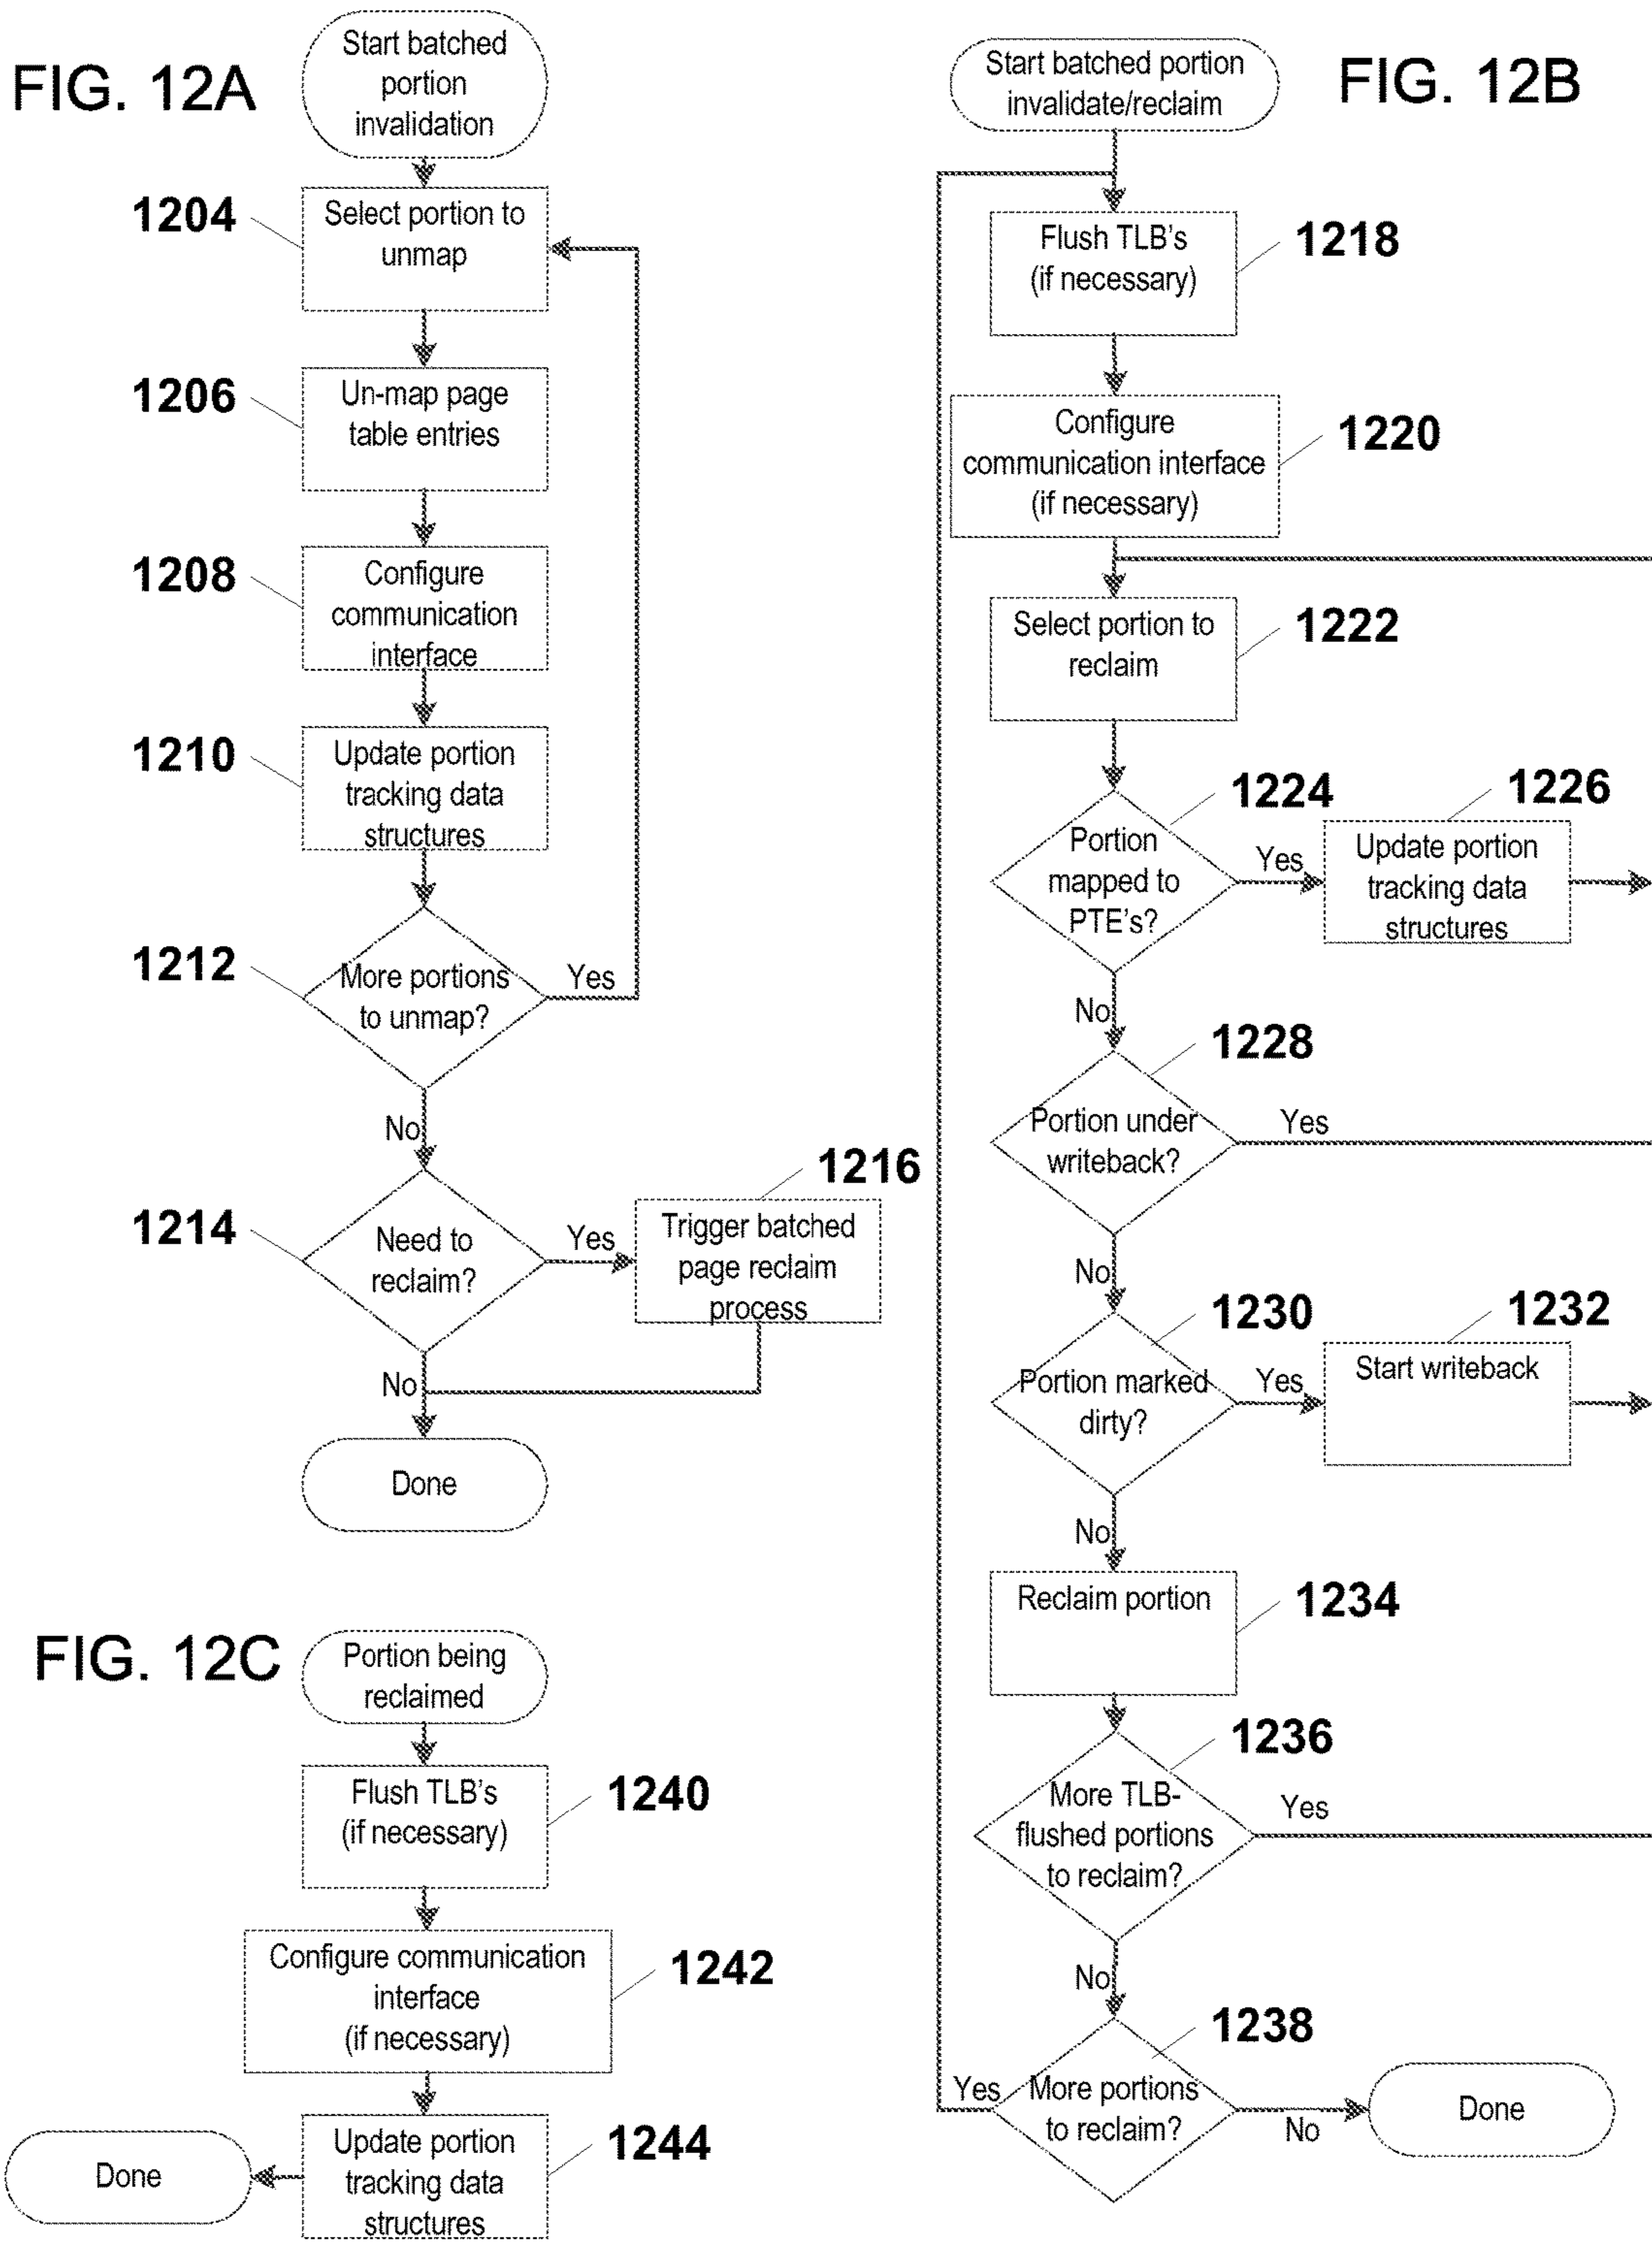 FIG. 12A
Start batched
portion
invalidation
1204
Select portion to
unmap
1206
Un-map page
table entries
1208
Configure
communication
interface
1210
Update portion
tracking data
structures
1212
More portions
to unmap?
Yes
No
1214
Need to
reclaim?
Yes
1216
Trigger batched
page reclaim
process
No
Done
FIG. 12B
Start batched portion
invalidate/reclaim
Flush TLB's
(if necessary)
1218
Configure
communication interface
(if necessary)
1220
Select portion to
reclaim
1222
1224
Portion
mapped to
PTE's?
Yes
1226
Update portion
tracking data
structures
No
1228
Portion under
writeback?
Yes
No
1230
Portion marked
dirty?
Yes
1232
Start writeback
No
Reclaim portion
1234
1236
More TLB-
flushed portions
to reclaim?
Yes
No
1238
More portions
to reclaim?
Yes
No
Done
FIG. 12C
Portion being
reclaimed
Flush TLB's
(if necessary)
1240
Configure communication
interface
(if necessary)
1242
Update portion
tracking data
structures
1244
Done